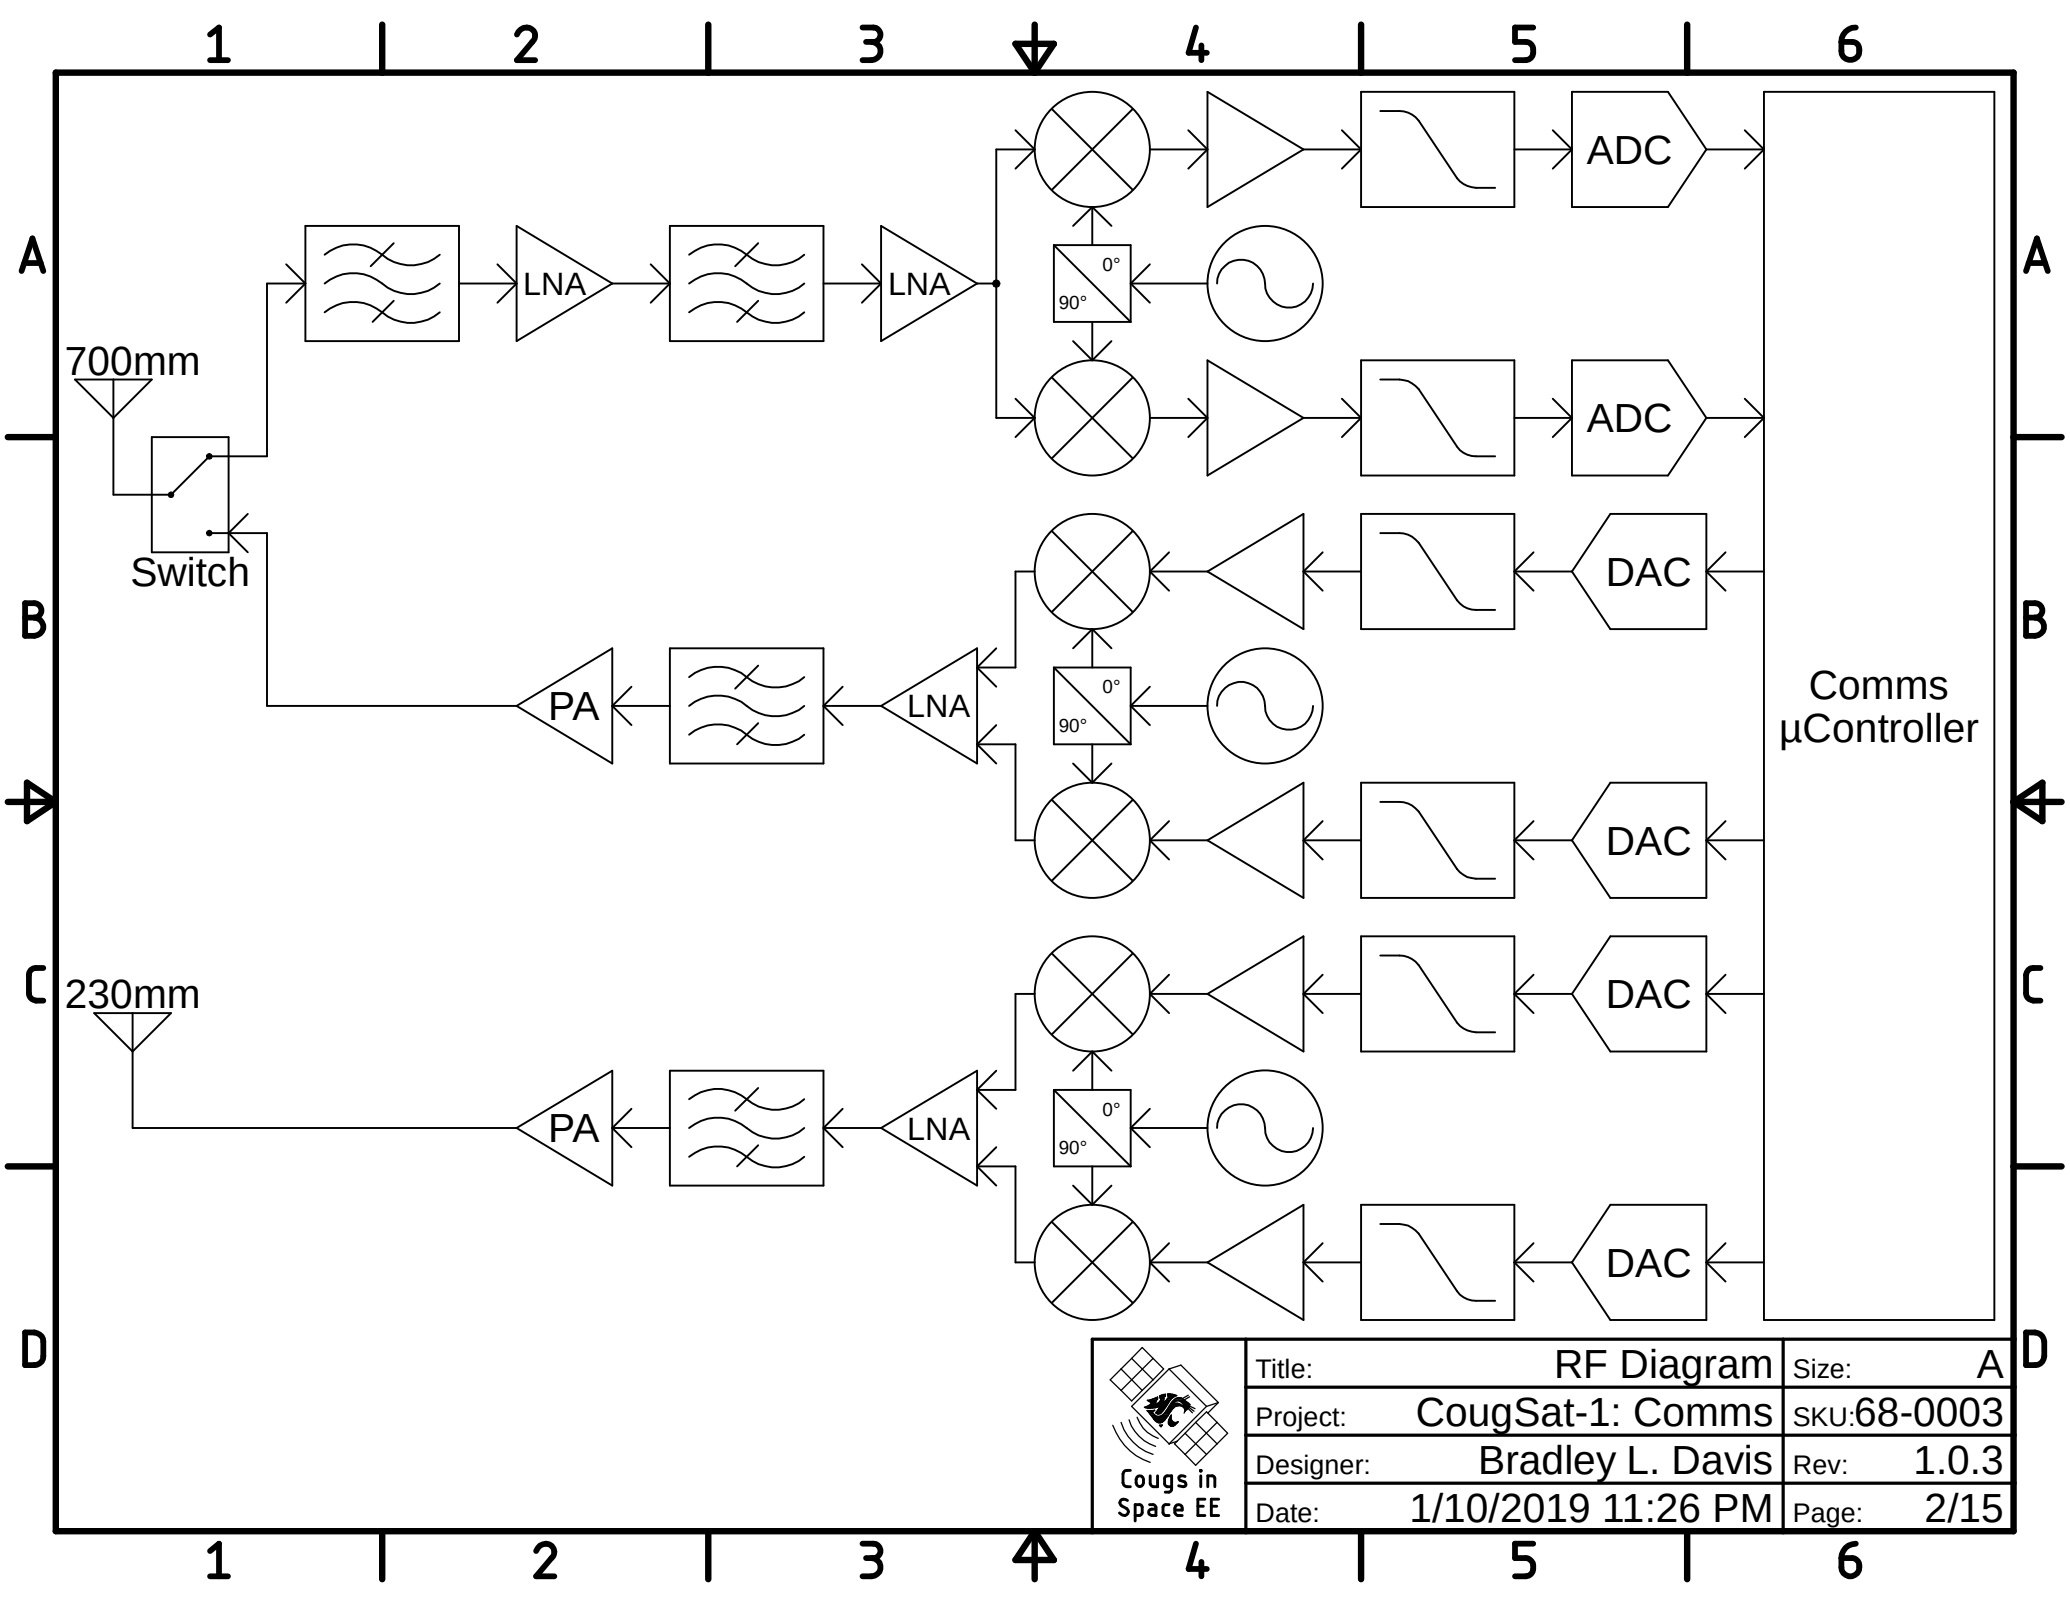 1 2 3 4 5 6
A A
ADC
LNA LNA
0°
90°
700mm
ADC
Switch
DAC
B B
PA LNA
0°
90°
Comms
µController
DAC
C C
230mm
DAC
PA LNA
0°
90°
DAC
D D
Title: RF Diagram Size: A
Project: CougSat-1: Comms SKU: 68-0003
Designer: Bradley L. Davis Rev: 1.0.3
Date: 1/10/2019 11:26 PM Page: 2/15
Cougs in
Space EE
1 2 3 4 5 6